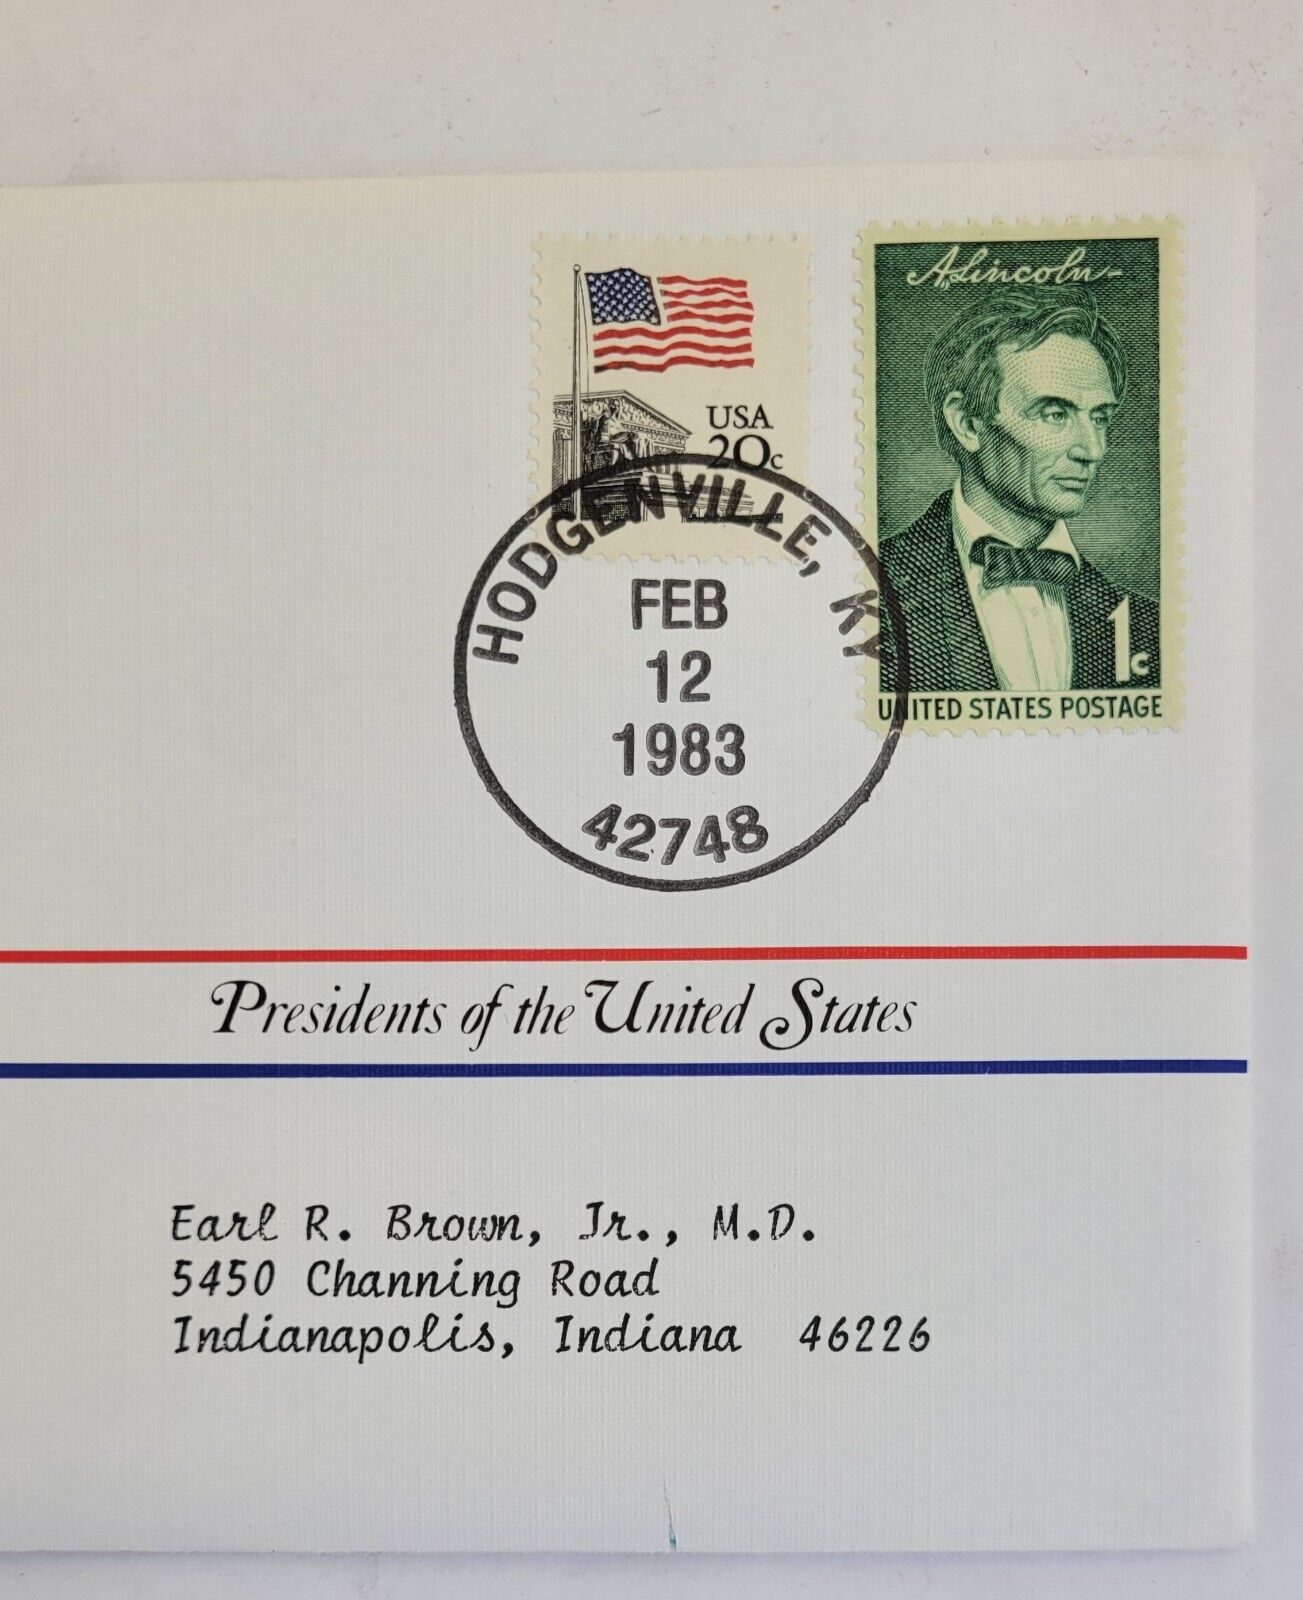 A. Lincoln
USA
20c
1c
UNITED STATES POSTAGE
HODGENVILLE, KY
FEB
12
1983
42748
Presidents of the United States
Earl R. Brown, Jr., M.D.
5450 Channing Road
Indianapolis, Indiana 46226